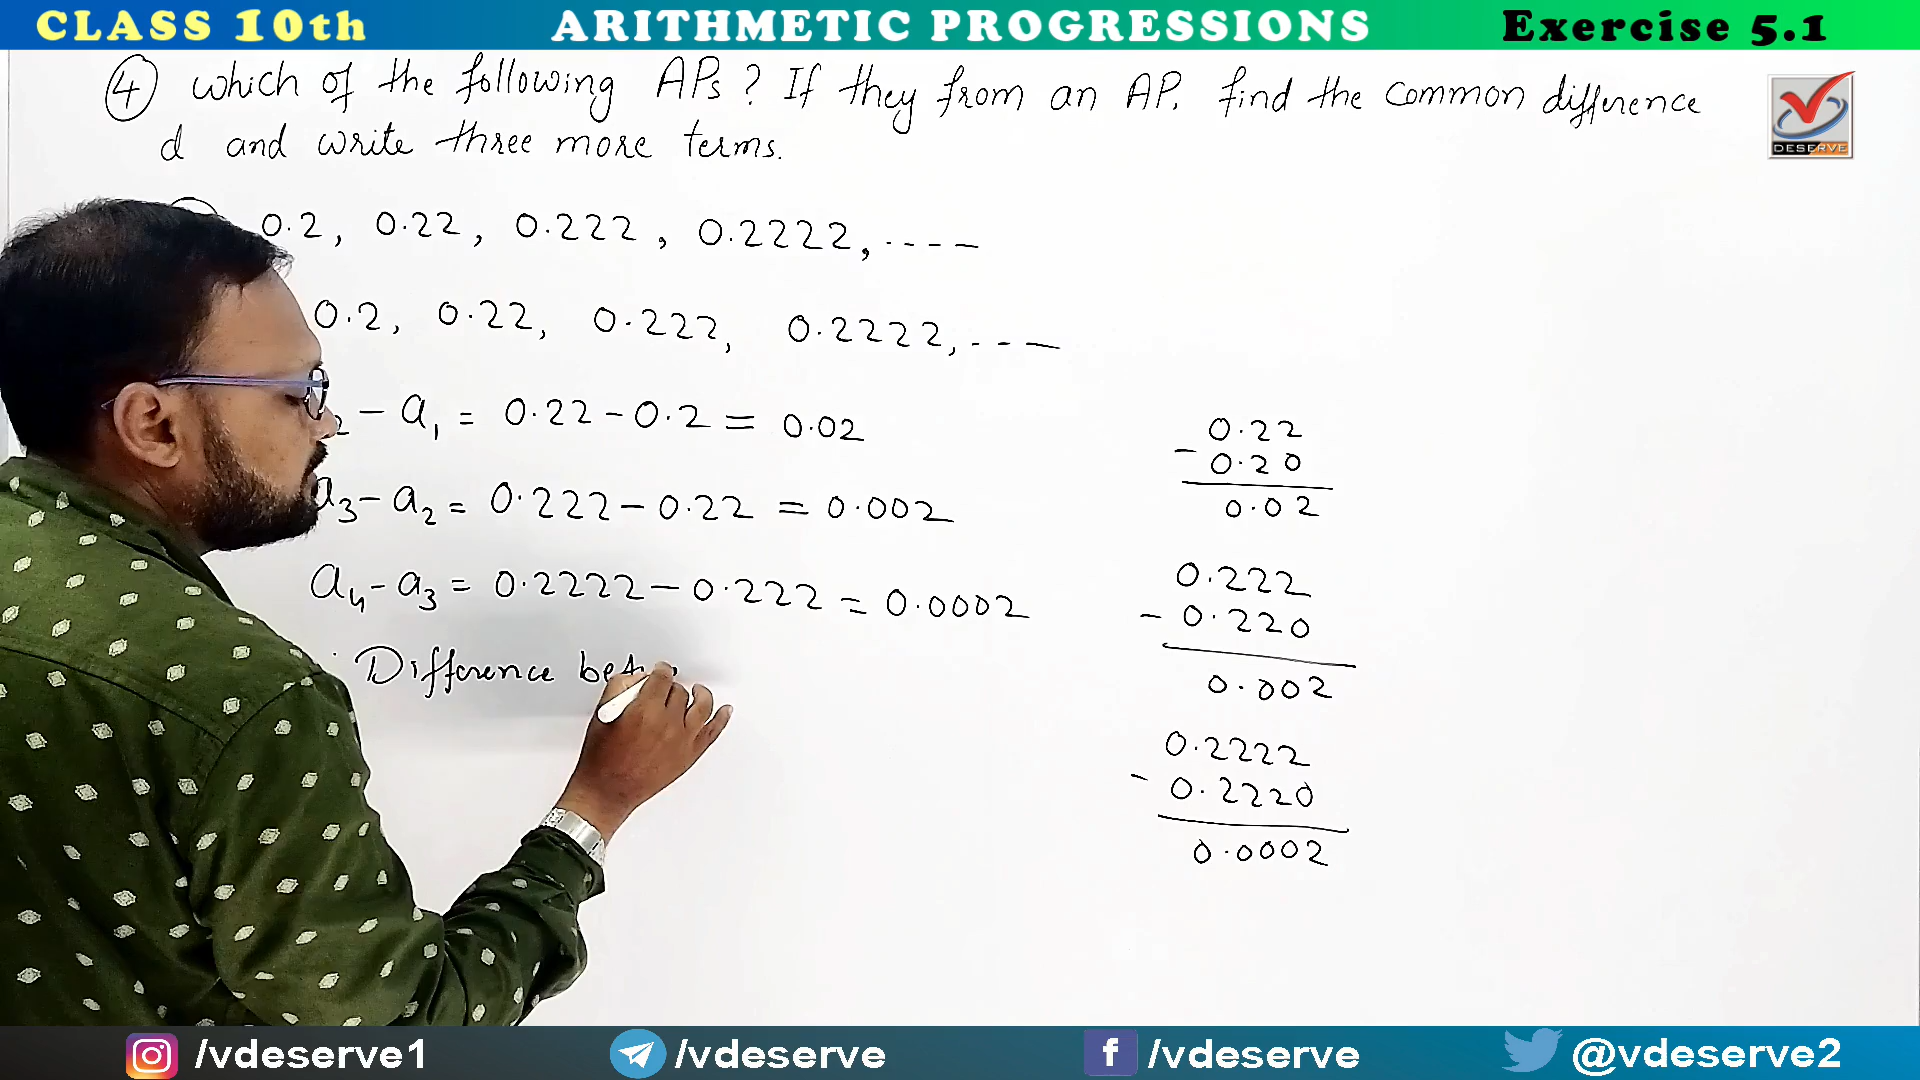 CLASS 10th ARITHMETIC PROGRESSIONS Exercise 5.1
④ which of the following APs ? If they from an AP. find the common difference
d and write three more terms.
DESERVE
0.2, 0.22, 0.222, 0.2222, ----
0.2, 0.22, 0.222, 0.2222, ---
2 - a1 = 0.22 - 0.2 = 0.02
a3 - a2 = 0.222 - 0.22 = 0.002
a4 - a3 = 0.2222 - 0.222 = 0.0002
Difference
0.22
- 0.20
0.02
0.222
- 0.220
0.002
0.2222
- 0.2220
0.0002
/vdeserve1 /vdeserve /vdeserve @vdeserve2